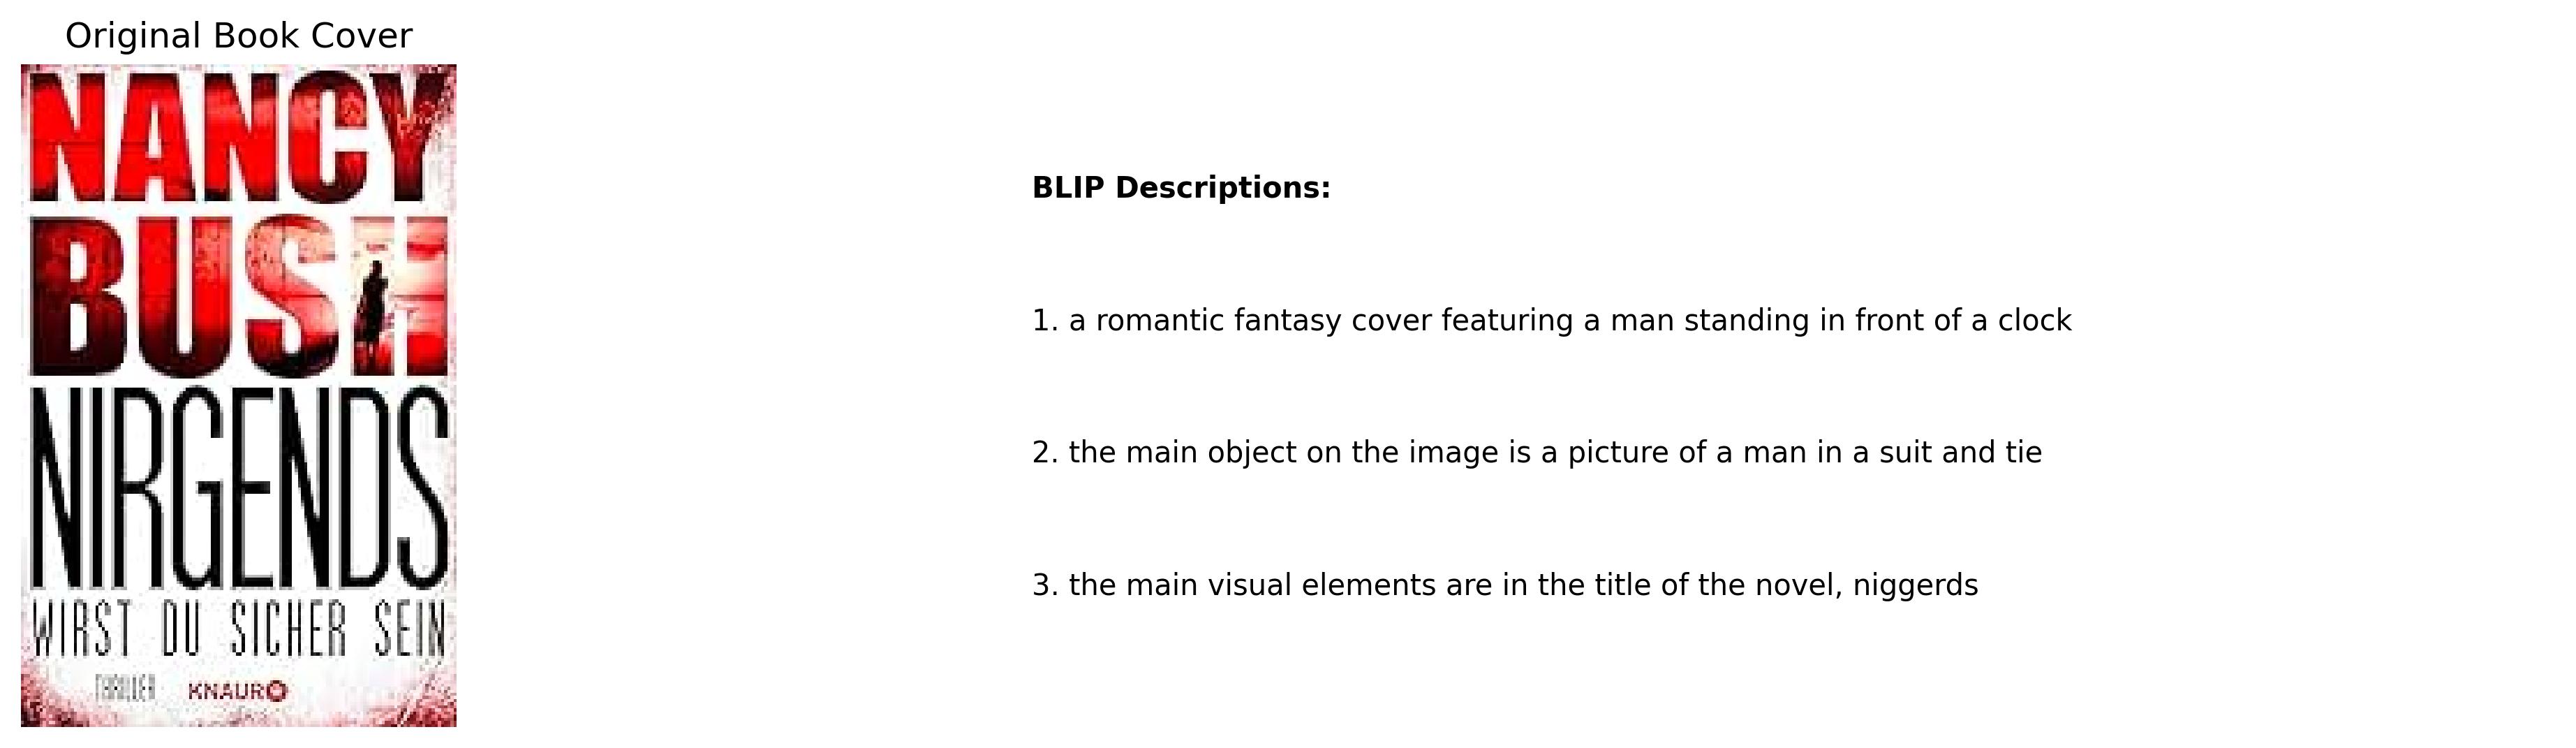 Original Book Cover
NANCY
BUSH
NIRGENDS
WIRST DU SICHER SEIN
THRILLER KNAUR
BLIP Descriptions:
1. a romantic fantasy cover featuring a man standing in front of a clock
2. the main object on the image is a picture of a man in a suit and tie
3. the main visual elements are in the title of the novel, niggerds